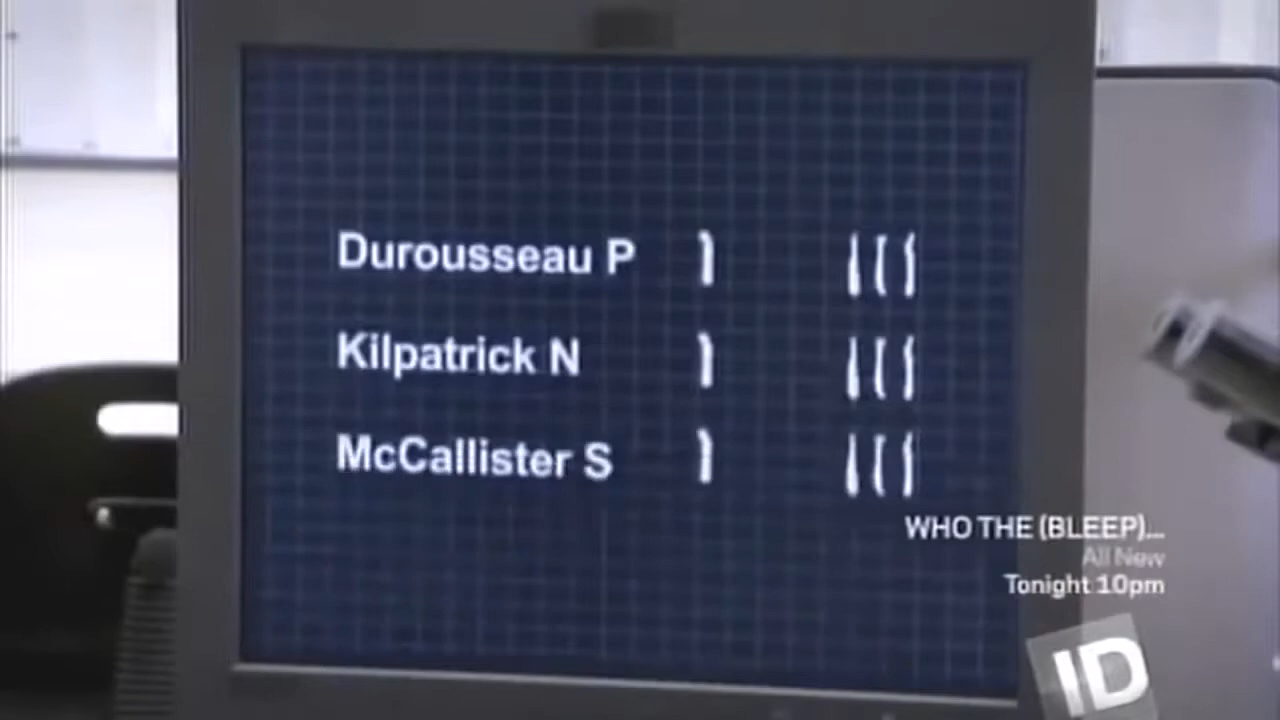 Durousseau P
Kilpatrick N
McCallister S
WHO THE (BLEEP)...
All New
Tonight 10pm
ID